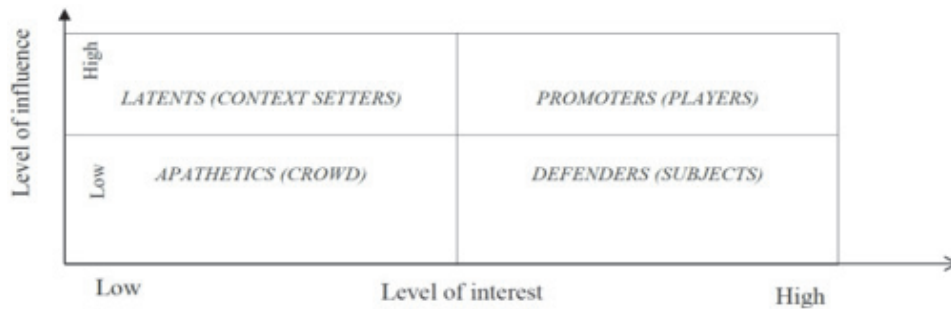 Level of influence
High
LATENTS (CONTEXT SETTERS)
PROMOTERS (PLAYERS)
Low
APATHETICS (CROWD)
DEFENDERS (SUBJECTS)
Low
Level of interest
High